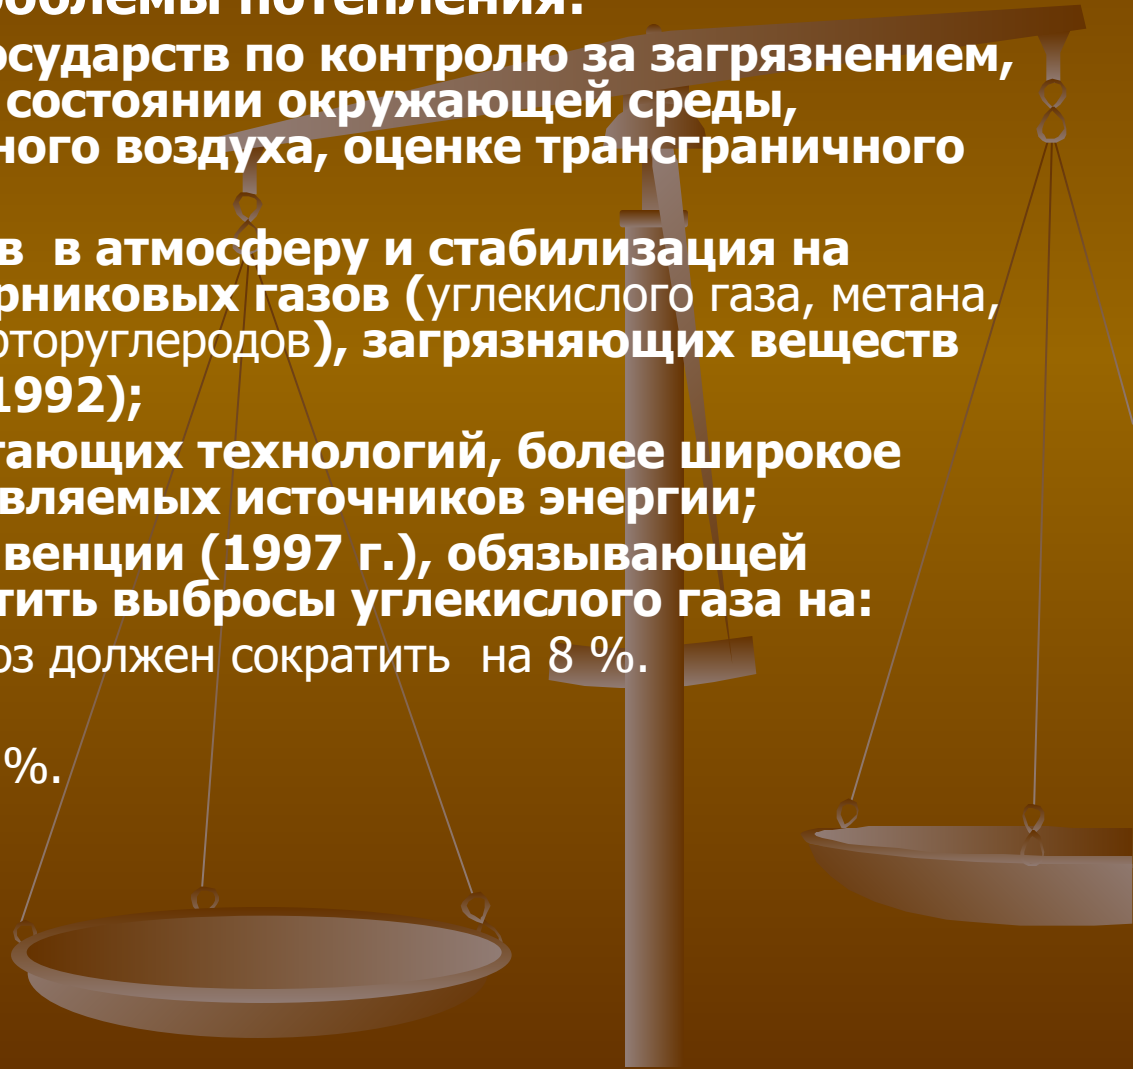 облемы потепления:
осударств по контролю за загрязнением,
состоянии окружающей среды,
ного воздуха, оценке трансграничного
в в атмосферу и стабилизация на
рниковых газов (углекислого газа, метана,
оторуглеродов), загрязняющих веществ
1992);
гающих технологий, более широкое
вляемых источников энергии;
венции (1997 г.), обязывающей
тить выбросы углекислого газа на:
оз должен сократить на 8 %.
%.